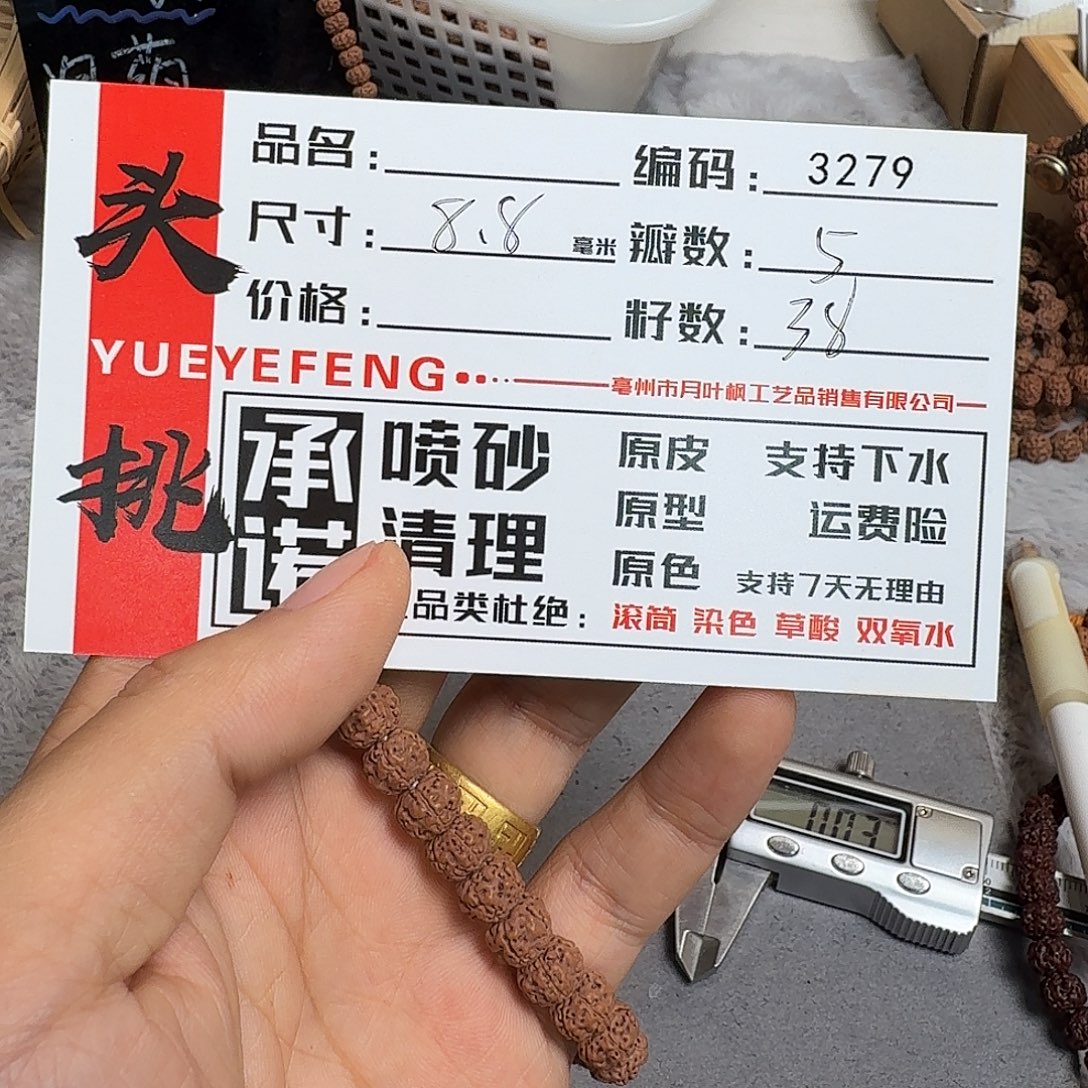 头挑
品名：
编码：3279
尺寸：8.8毫米
瓣数：5
价格：
籽数：38
YUEYEFENG
亳州市月叶枫工艺品销售有限公司
承诺
喷砂
清理
原皮
原型
原色
支持下水
运费险
支持7天无理由
品类杜绝：滚筒 染色 草酸 双氧水
0.03